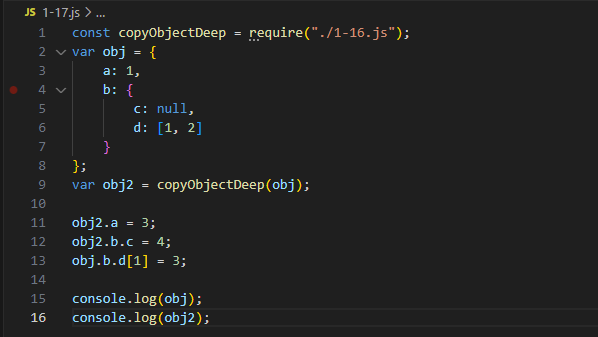 JS 1-17.js > ...
1 const copyObjectDeep = require("./1-16.js");
2 var obj = {
3     a: 1,
4     b: {
5         c: null,
6         d: [1, 2]
7     }
8 };
9 var obj2 = copyObjectDeep(obj);
10
11 obj2.a = 3;
12 obj2.b.c = 4;
13 obj.b.d[1] = 3;
14
15 console.log(obj);
16 console.log(obj2);